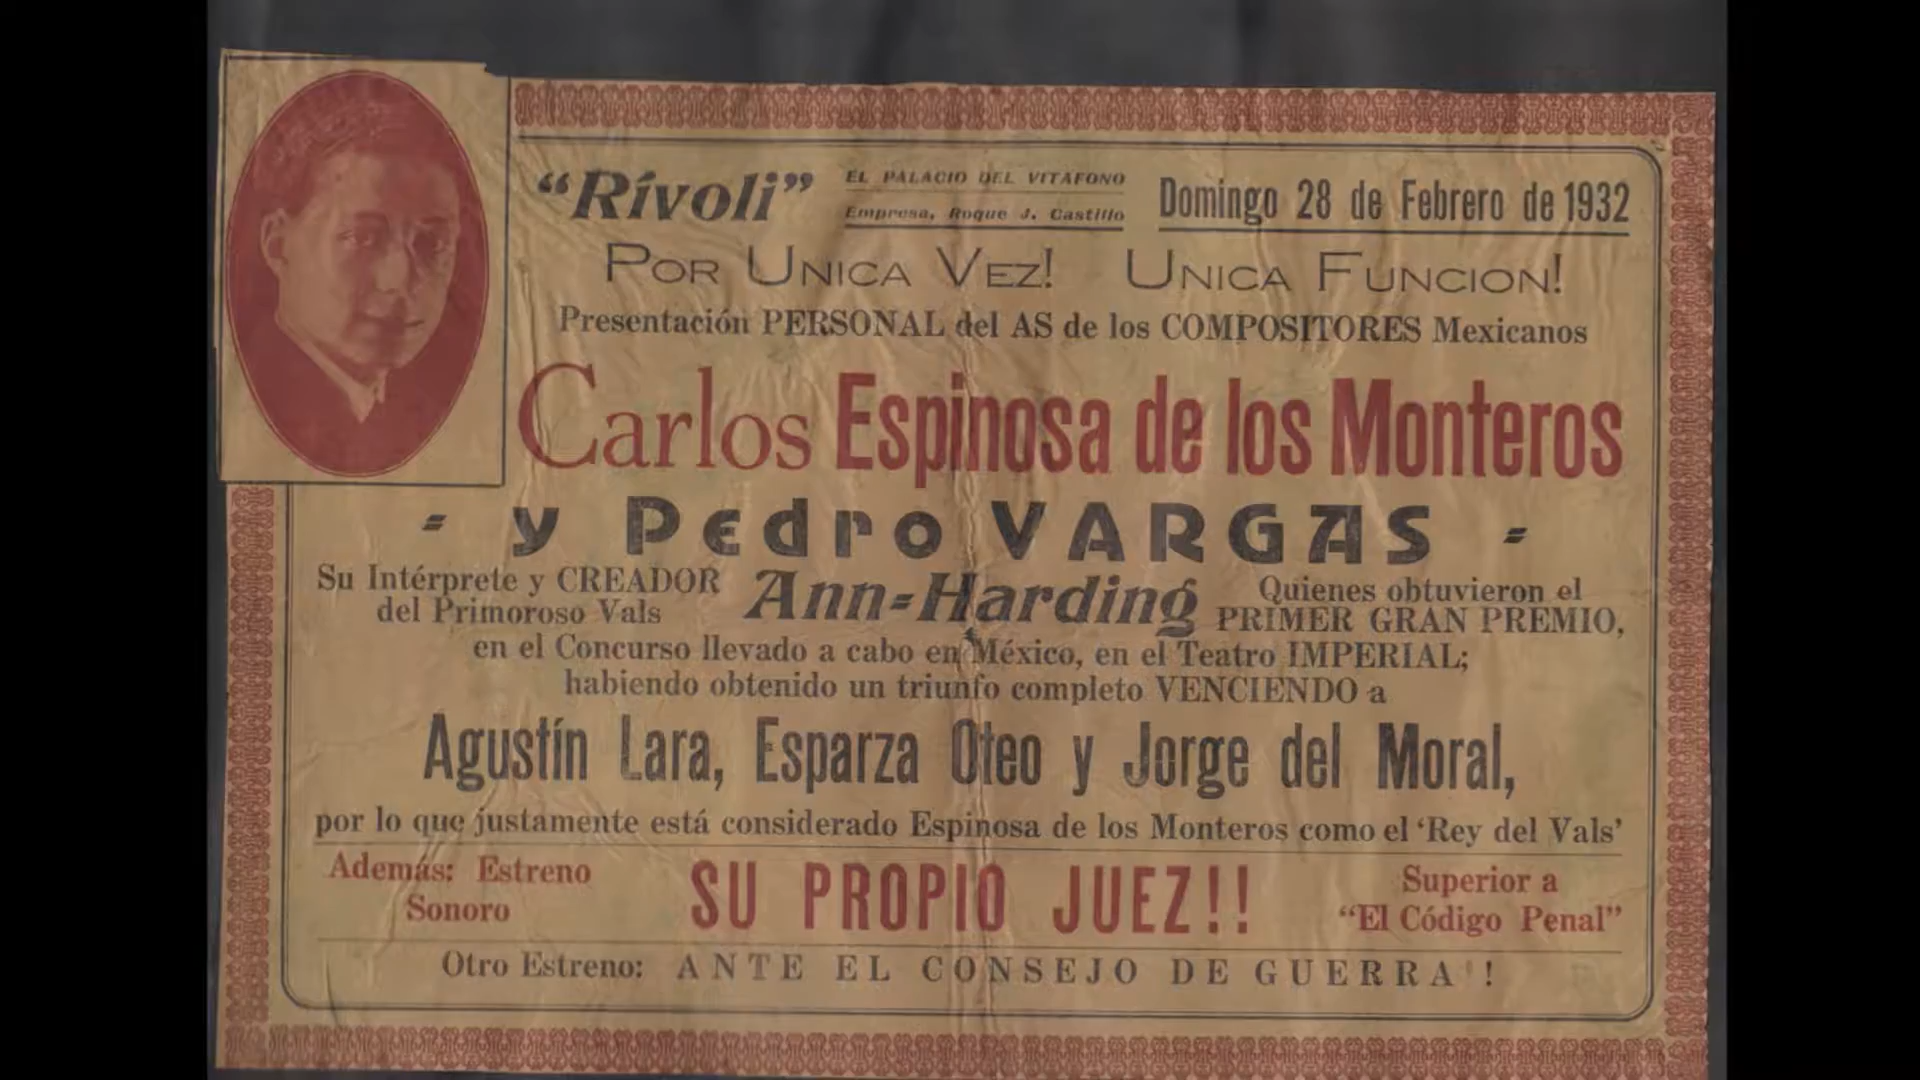 “Rívoli” EL PALACIO DEL VITAFONO
Empresa, Roque J. Castillo
Domingo 28 de Febrero de 1932
POR UNICA VEZ! UNICA FUNCION!
Presentación PERSONAL del AS de los COMPOSITORES Mexicanos
Carlos Espinosa de los Monteros
- y Pedro VARGAS -
Su Intérprete y CREADOR
del Primoroso Vals
Ann-Harding
Quienes obtuvieron el
PRIMER GRAN PREMIO,
en el Concurso llevado a cabo en México, en el Teatro IMPERIAL;
habiendo obtenido un triunfo completo VENCIENDO a
Agustín Lara, Esparza Oteo y Jorge del Moral,
por lo que justamente está considerado Espinosa de los Monteros como el ‘Rey del Vals’
Además: Estreno
Sonoro
SU PROPIO JUEZ!!
Superior a
“El Código Penal”
Otro Estreno: ANTE EL CONSEJO DE GUERRA ! !